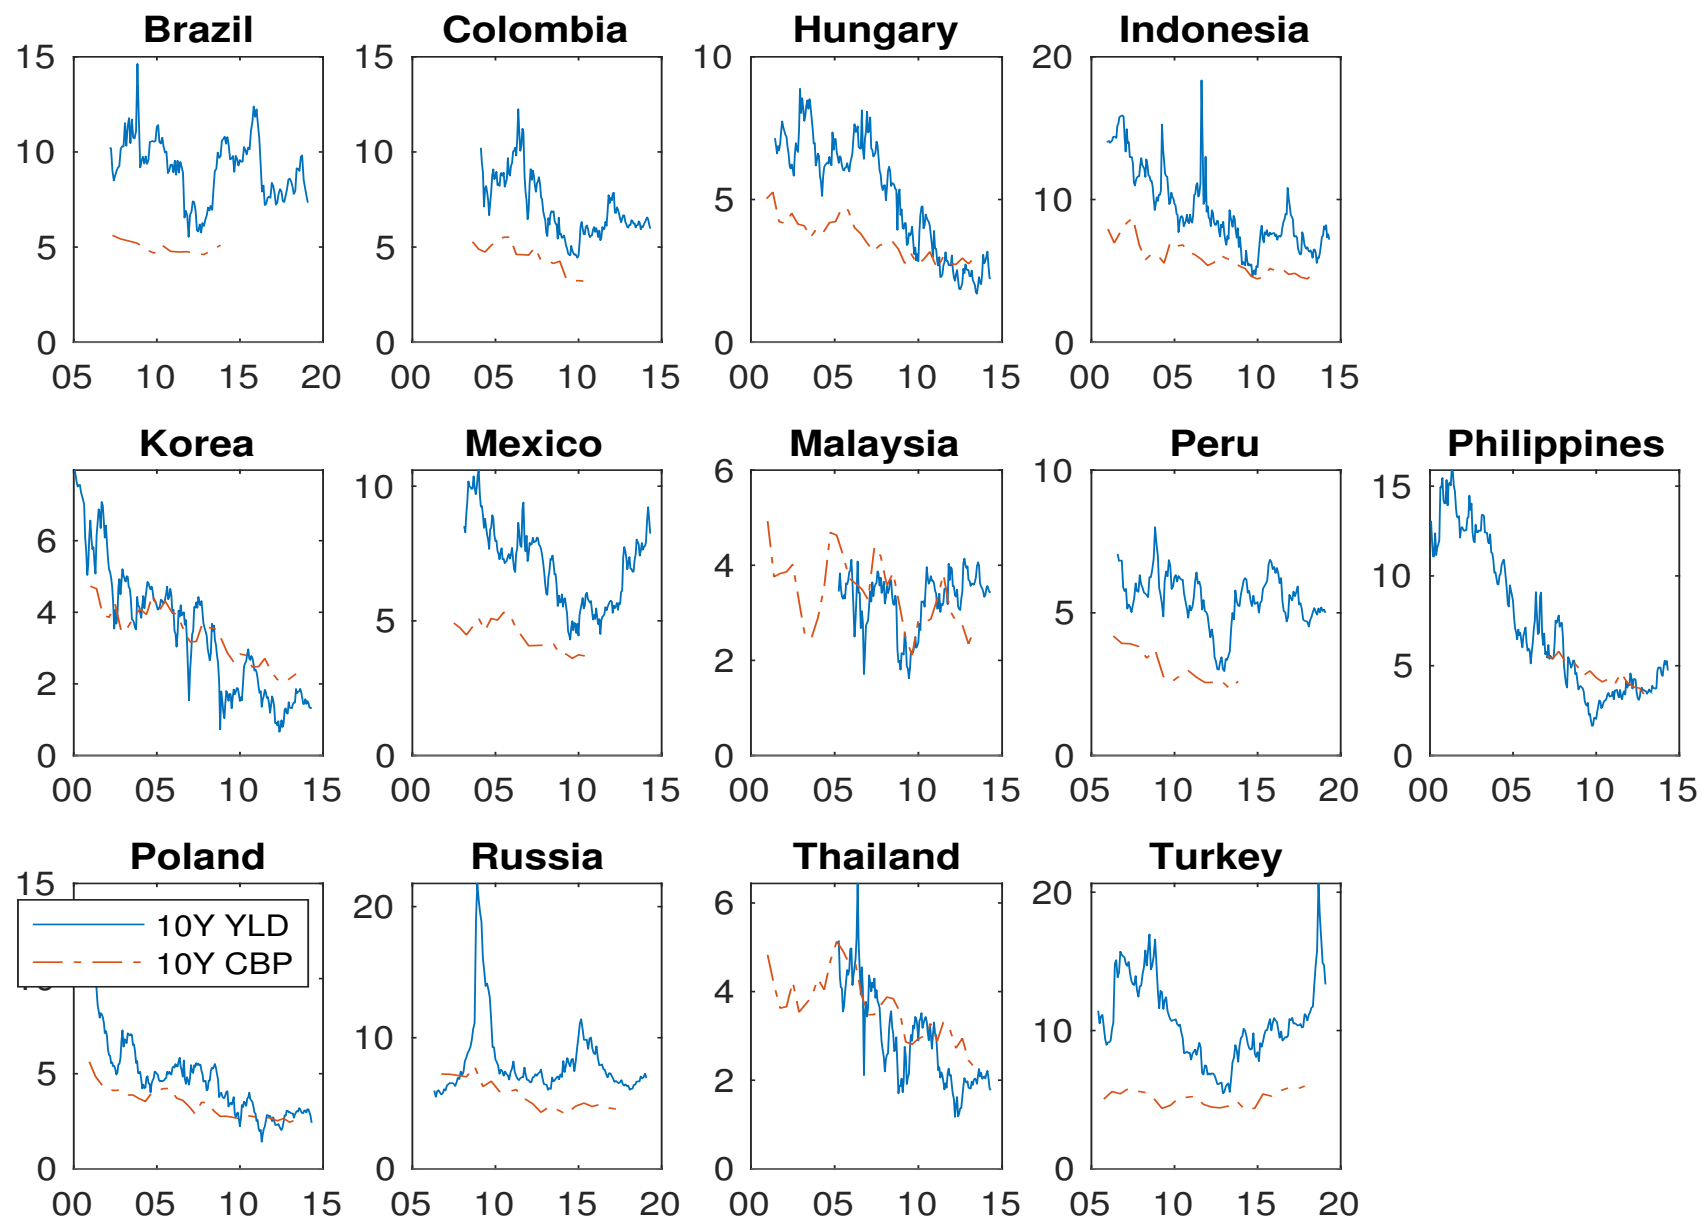 Brazil Colombia Hungary Indonesia
15 15 10 20
10 10 5 10
5 5
0 0 0 0
05 10 15 20 00 05 10 15 00 05 10 15 00 05 10 15
Korea Mexico Malaysia Peru Philippines
6 10 6 10 15
4 5 4 5 10
2 2 5
0 0 0 0 0
00 05 10 15 00 05 10 15 00 05 10 15 05 10 15 20 00 05 10 15
Poland Russia Thailand Turkey
15 20 6 20
10Y YLD
10Y CBP
10 4 10
5 2
0 0 0 0
00 05 10 15 05 10 15 20 00 05 10 15 05 10 15 20